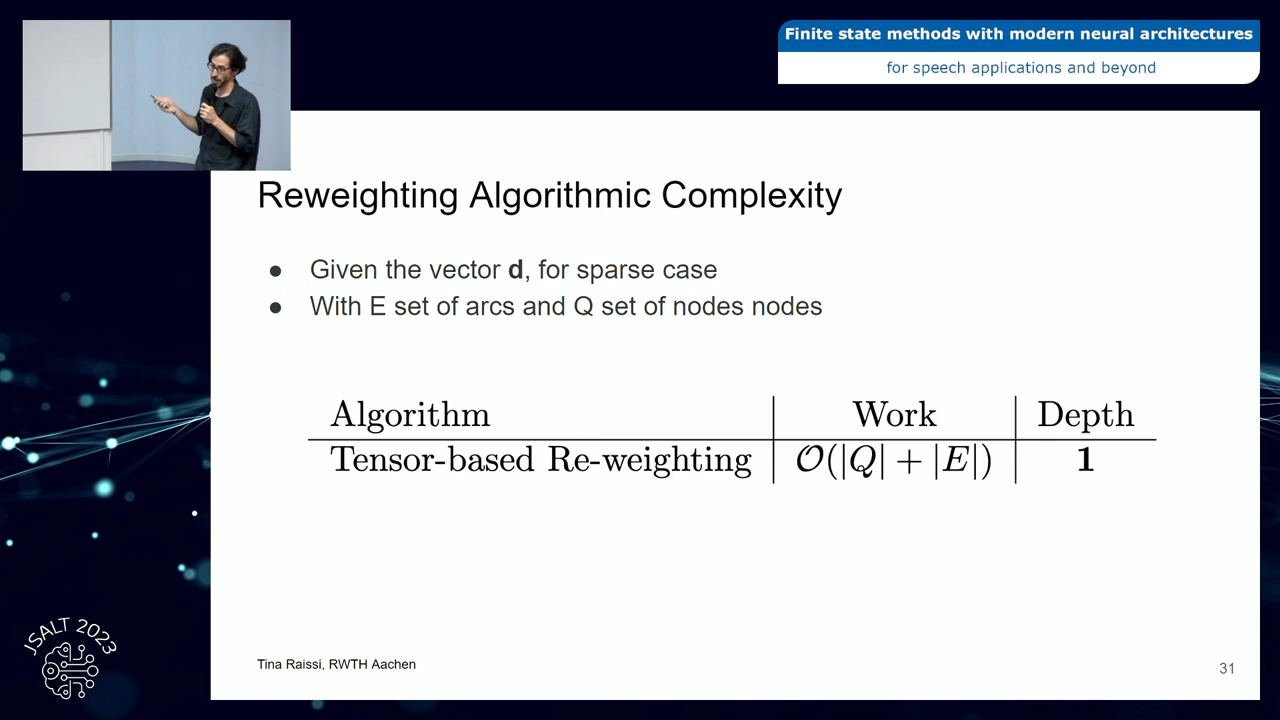 Finite state methods with modern neural architectures
for speech applications and beyond
Reweighting Algorithmic Complexity
● Given the vector d, for sparse case
● With E set of arcs and Q set of nodes nodes
Algorithm Work Depth
Tensor-based Re-weighting 𝒪(|Q| + |E|) 1
JSALT 2023
Tina Raissi, RWTH Aachen
31